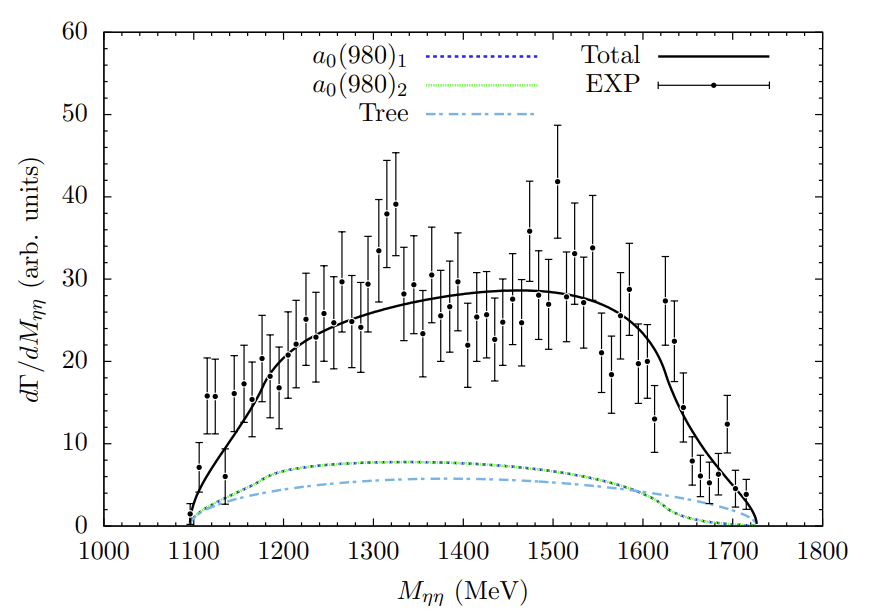 60
50
40
30
20
10
0
1000 1100 1200 1300 1400 1500 1600 1700 1800
dΓ/dMηη (arb. units)
Mηη (MeV)
a₀(980)₁
a₀(980)₂
Tree
Total
EXP